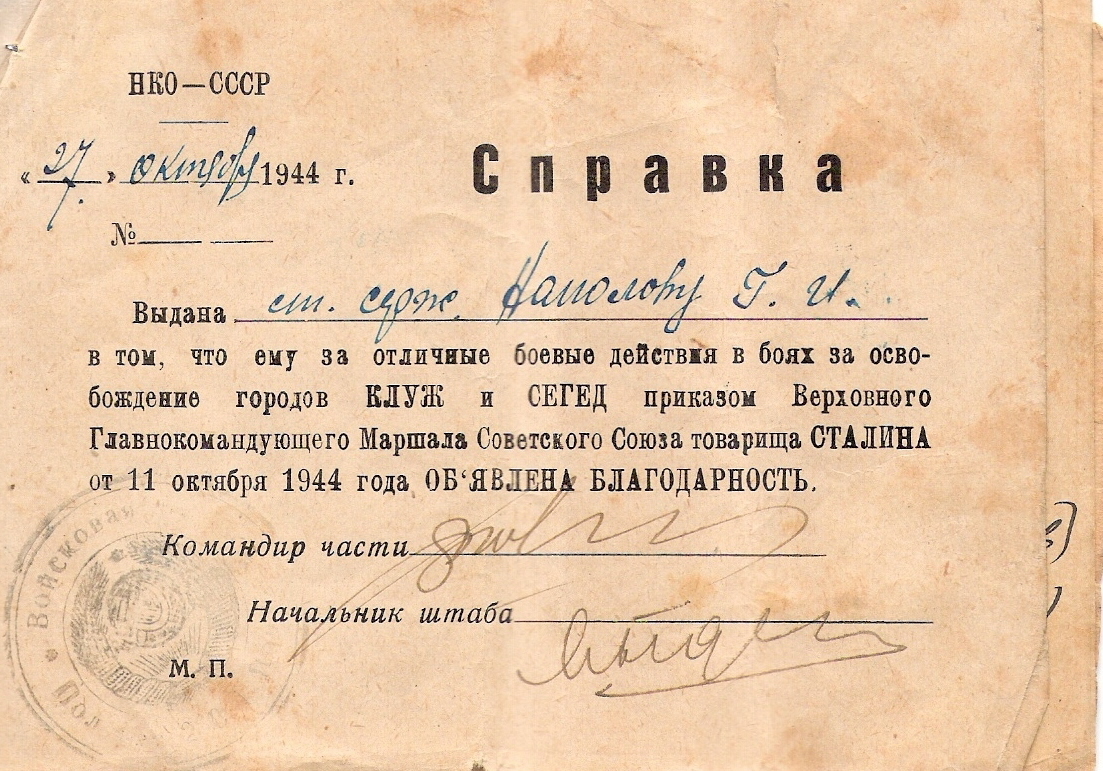 НКО—СССР
«27» октября 1944 г.
Справка
№
Выдана ст. серж. Наполову Г. И.
в том, что ему за отличные боевые действия в боях за осво-
бождение городов КЛУЖ и СЕГЕД приказом Верховного
Главнокомандующего Маршала Советского Союза товарища СТАЛИНА
от 11 октября 1944 года ОБ‘ЯВЛЕНА БЛАГОДАРНОСТЬ.
Командир части
Начальник штаба
М. П.
Войсковая